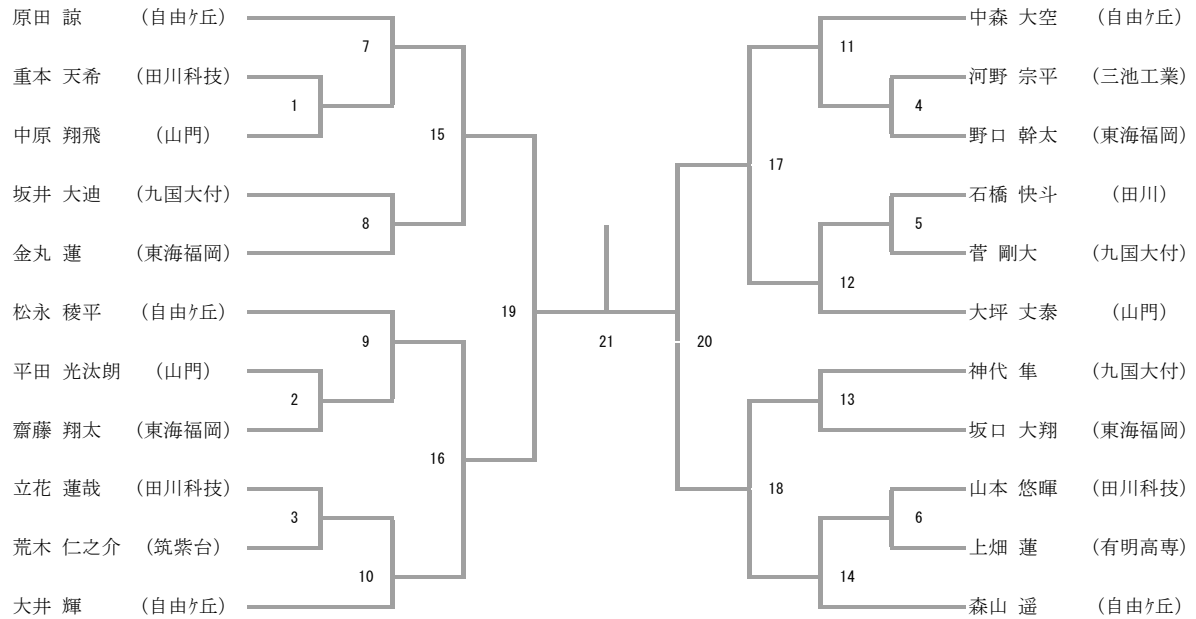 原田 諒 (自由ケ丘)
7
重本 天希 (田川科技)
1
中原 翔飛 (山門)
15
坂井 大迪 (九国大付)
8
金丸 蓮 (東海福岡)
松永 稜平 (自由ケ丘)
19
9
平田 光汰朗 (山門)
2
齋藤 翔太 (東海福岡)
16
立花 蓮哉 (田川科技)
3
荒木 仁之介 (筑紫台)
10
大井 輝 (自由ケ丘)
21
中森 大空 (自由ケ丘)
11
河野 宗平 (三池工業)
4
野口 幹太 (東海福岡)
17
石橋 快斗 (田川)
5
菅 剛大 (九国大付)
12
大坪 丈泰 (山門)
20
神代 隼 (九国大付)
13
坂口 大翔 (東海福岡)
18
山本 悠暉 (田川科技)
6
上畑 蓮 (有明高専)
14
森山 遥 (自由ケ丘)